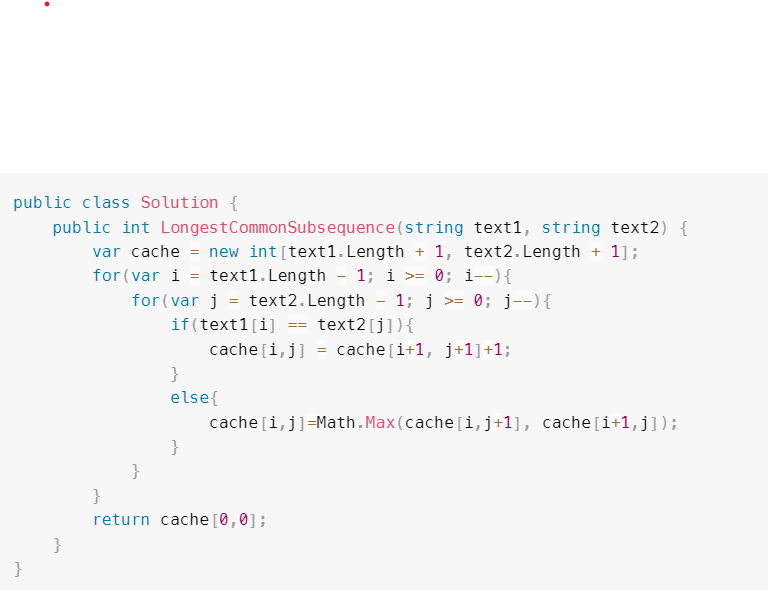 public class Solution {
    public int LongestCommonSubsequence(string text1, string text2) {
        var cache = new int[text1.Length + 1, text2.Length + 1];
        for(var i = text1.Length - 1; i >= 0; i--){
            for(var j = text2.Length - 1; j >= 0; j--){
                if(text1[i] == text2[j]){
                    cache[i,j] = cache[i+1, j+1]+1;
                }
                else{
                    cache[i,j]=Math.Max(cache[i,j+1], cache[i+1,j]);
                }
            }
        }
        return cache[0,0];
    }
}